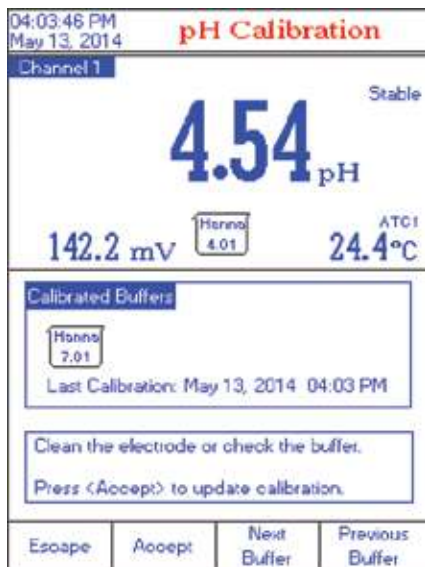 04:03:46 PM
May 13, 2014
pH Calibration
Channel 1
Stable
4.54 pH
142.2 mV
Hanna
4.01
ATC1
24.4°C
Calibrated Buffers
Hanna
7.01
Last Calibration: May 13, 2014 04:03 PM
Clean the electrode or check the buffer.
Press <Accept> to update calibration.
Escape
Accept
Next
Buffer
Previous
Buffer